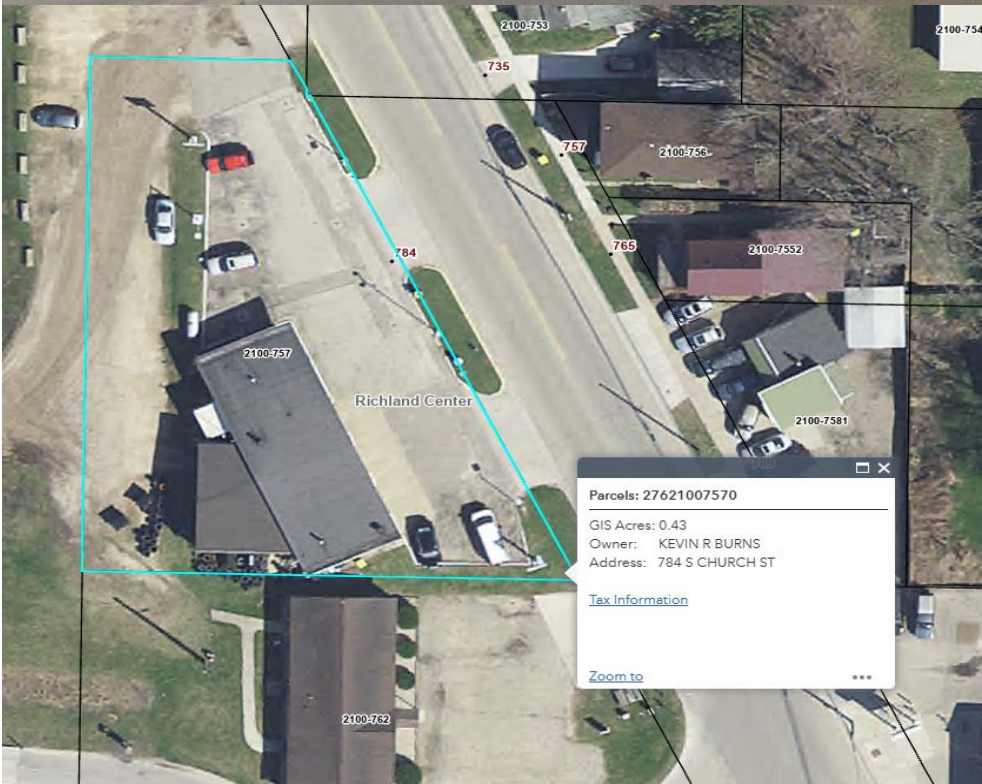 2100-753
2100-754
735
757
2100-756
765
2100-7552
784
2100-757
Richland Center
2100-7581
Parcels: 27621007570
GIS Acres: 0.43
Owner: KEVIN R BURNS
Address: 784 S CHURCH ST
Tax Information
Zoom to
2100-762